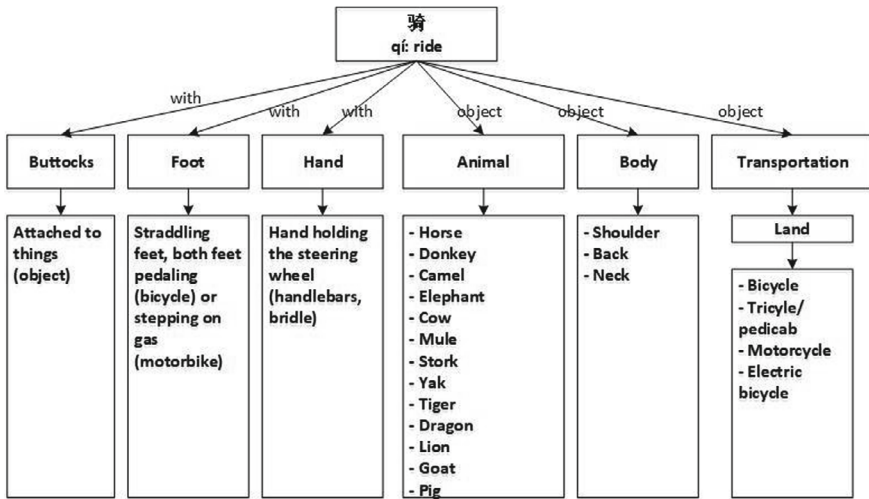 骑
qí: ride
with
with
with
object
object
object
Buttocks
Foot
Hand
Animal
Body
Transportation
Attached to
things
(object)
Straddling
feet, both feet
pedaling
(bicycle) or
stepping on
gas
(motorbike)
Hand holding
the steering
wheel
(handlebars,
bridle)
- Horse
- Donkey
- Camel
- Elephant
- Cow
- Mule
- Stork
- Yak
- Tiger
- Dragon
- Lion
- Goat
- Pig
- Shoulder
- Back
- Neck
Land
- Bicycle
- Tricyle/
pedicab
- Motorcycle
- Electric
bicycle